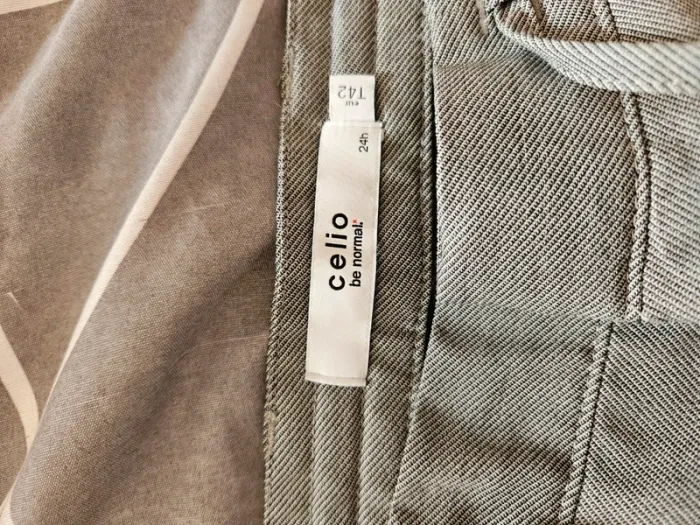 eur
T42
24h
celio
be normal.*